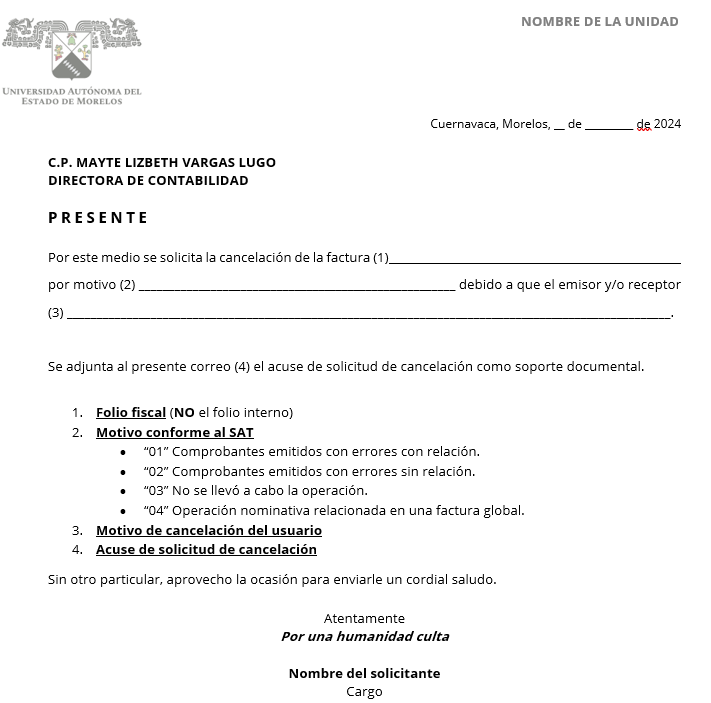 NOMBRE DE LA UNIDAD
UNIVERSIDAD AUTÓNOMA DEL
ESTADO DE MORELOS
Cuernavaca, Morelos, __ de ________ de 2024
C.P. MAYTE LIZBETH VARGAS LUGO
DIRECTORA DE CONTABILIDAD
P R E S E N T E
Por este medio se solicita la cancelación de la factura (1)________________________________________________
por motivo (2) ____________________________________________________ debido a que el emisor y/o receptor
(3) ___________________________________________________________________________________________________.
Se adjunta al presente correo (4) el acuse de solicitud de cancelación como soporte documental.
1. Folio fiscal (NO el folio interno)
2. Motivo conforme al SAT
• “01” Comprobantes emitidos con errores con relación.
• “02” Comprobantes emitidos con errores sin relación.
• “03” No se llevó a cabo la operación.
• “04” Operación nominativa relacionada en una factura global.
3. Motivo de cancelación del usuario
4. Acuse de solicitud de cancelación
Sin otro particular, aprovecho la ocasión para enviarle un cordial saludo.
Atentamente
Por una humanidad culta
Nombre del solicitante
Cargo